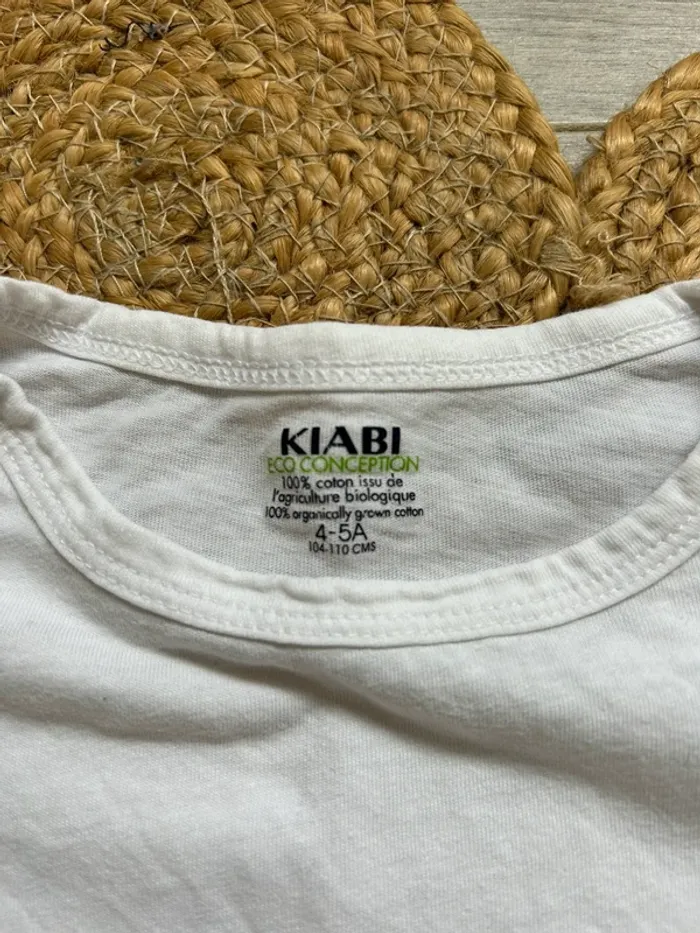 KIABI
ECO CONCEPTION
100% coton issu de
l'agriculture biologique
100% organically grown cotton
4-5A
104-110 CMS